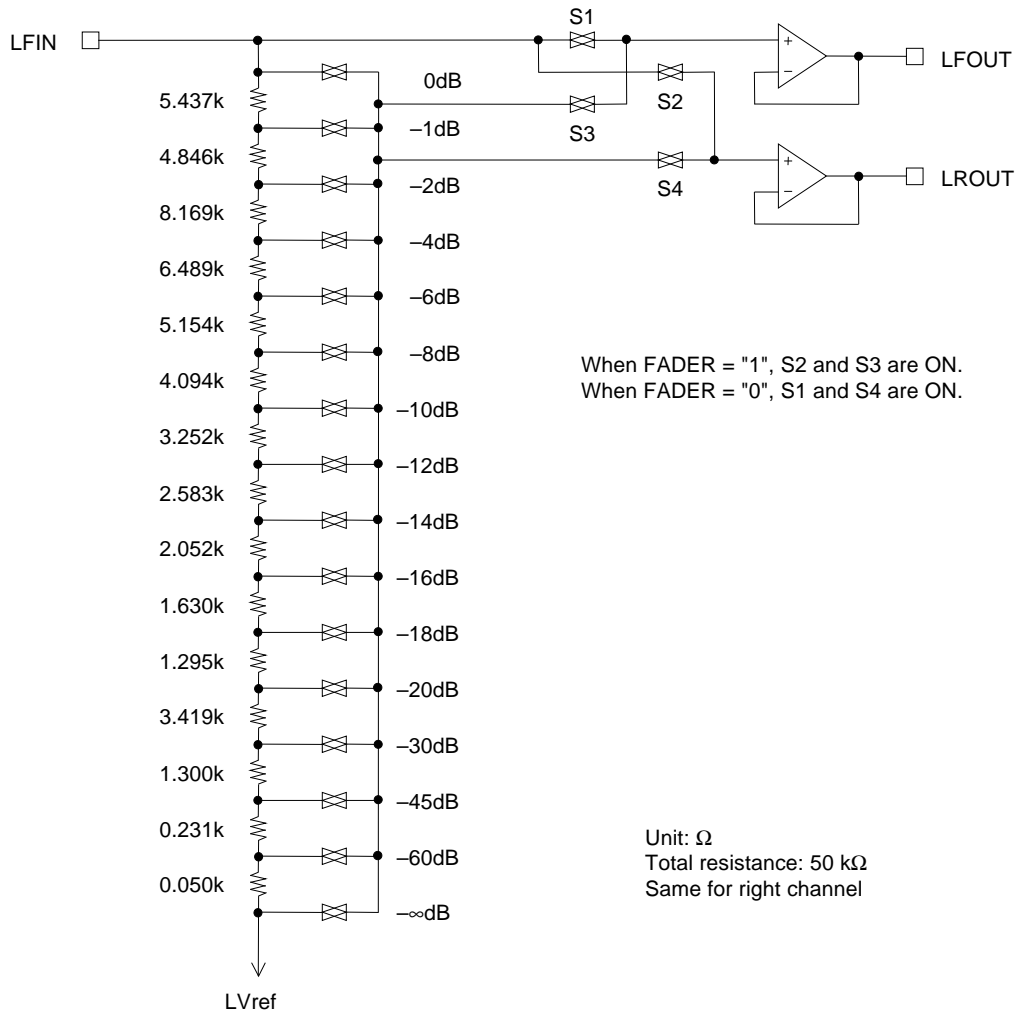 S1
LFIN
LFOUT
0dB
S2
5.437k
S3
–1dB
4.846k
LROUT
–2dB
S4
8.169k
–4dB
6.489k
–6dB
5.154k
–8dB
4.094k
–10dB
3.252k
–12dB
2.583k
–14dB
2.052k
–16dB
1.630k
–18dB
1.295k
–20dB
3.419k
–30dB
1.300k
–45dB
0.231k
–60dB
0.050k
–∞dB
LVref
When FADER = "1", S2 and S3 are ON.
When FADER = "0", S1 and S4 are ON.
Unit: Ω
Total resistance: 50 kΩ
Same for right channel